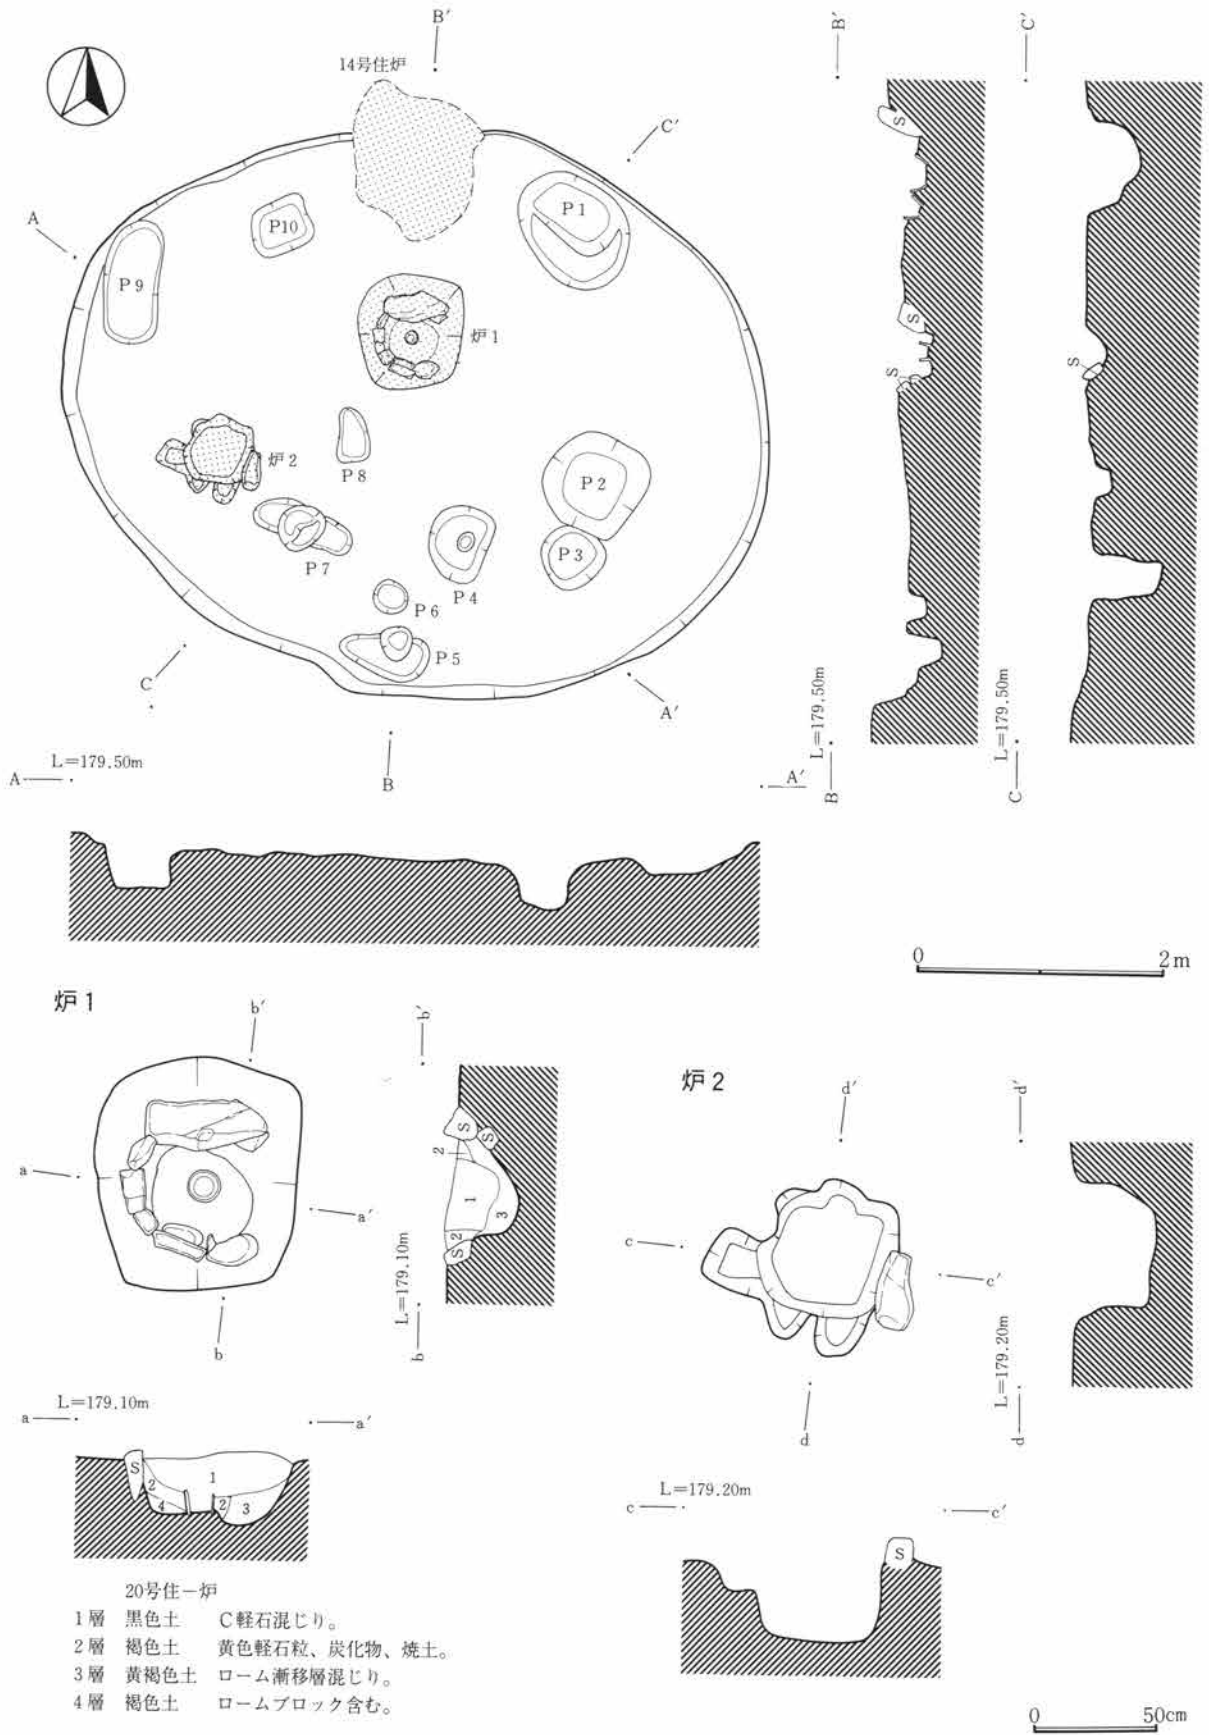 B′
14号住炉
C′
B′
C′
A
P10
P1
P9
炉1
S
S
S
S
炉2
P8
P2
P7
P4
P3
P6
P5
C
A′
B
L=179.50m
A
A′
L=179.50m
B
L=179.50m
C
0 2m
炉1
b′
b′
a
a′
b
S
S
2
1
3
2
S
L=179.10m
b
炉2
d′
d′
c
c′
d
L=179.20m
d
L=179.10m
a
a′
S
2
1
4
2
3
L=179.20m
c
c′
S
20号住-炉
1層 黒色土 C軽石混じり。
2層 褐色土 黄色軽石粒、炭化物、焼土。
3層 黄褐色土 ローム漸移層混じり。
4層 褐色土 ロームブロック含む。
0 50cm